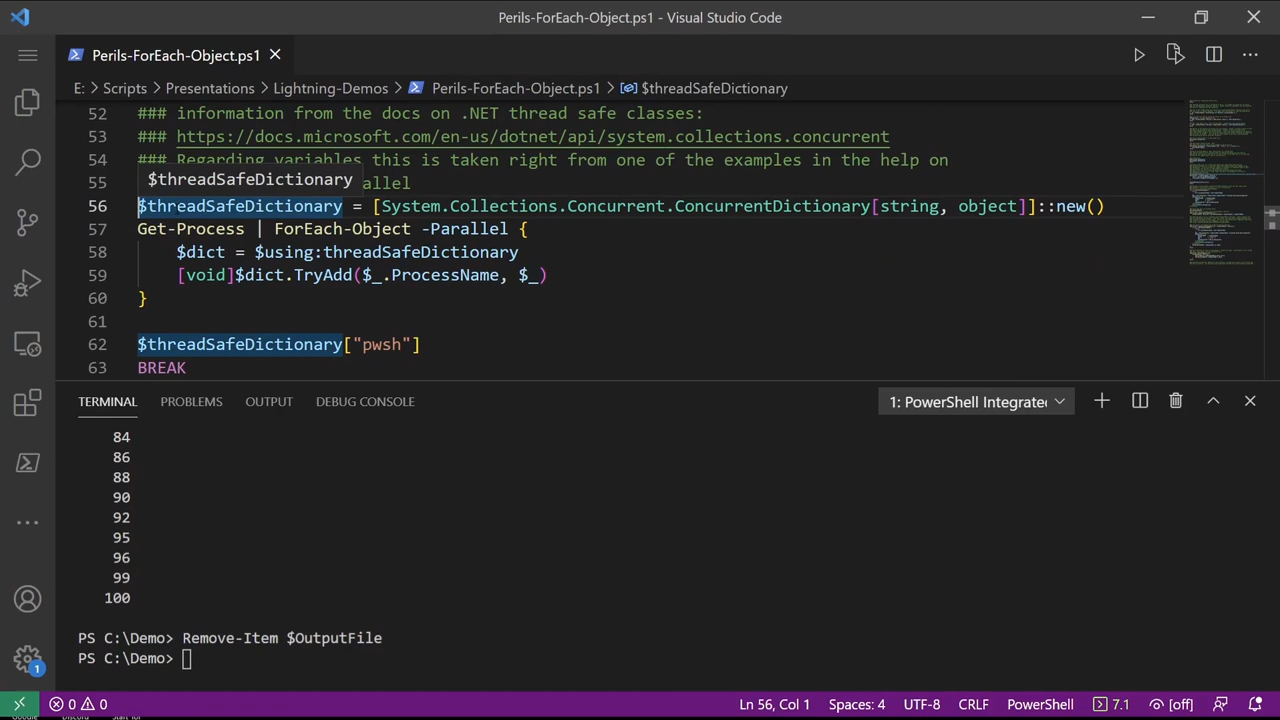 Perils-ForEach-Object.ps1 - Visual Studio Code
Perils-ForEach-Object.ps1
E: > Scripts > Presentations > Lightning-Demos > Perils-ForEach-Object.ps1 > $threadSafeDictionary
52 ### information from the docs on .NET thread safe classes:
53 ### https://docs.microsoft.com/en-us/dotnet/api/system.collections.concurrent
54 ### Regarding variables this is taken right from one of the examples in the help on
$threadSafeDictionary
55 allel
56 $threadSafeDictionary = [System.Collections.Concurrent.ConcurrentDictionary[string, object]]::new()
57 Get-Process | ForEach-Object -Parallel {
58 $dict = $using:threadSafeDictionary
59 [void]$dict.TryAdd($_.ProcessName, $_)
60 }
61
62 $threadSafeDictionary["pwsh"]
63 BREAK
TERMINAL PROBLEMS OUTPUT DEBUG CONSOLE 1: PowerShell Integrate
84
86
88
90
92
95
96
99
100
PS C:\Demo> Remove-Item $OutputFile
PS C:\Demo>
1
0 0 Ln 56, Col 1 Spaces: 4 UTF-8 CRLF PowerShell 7.1 [off]